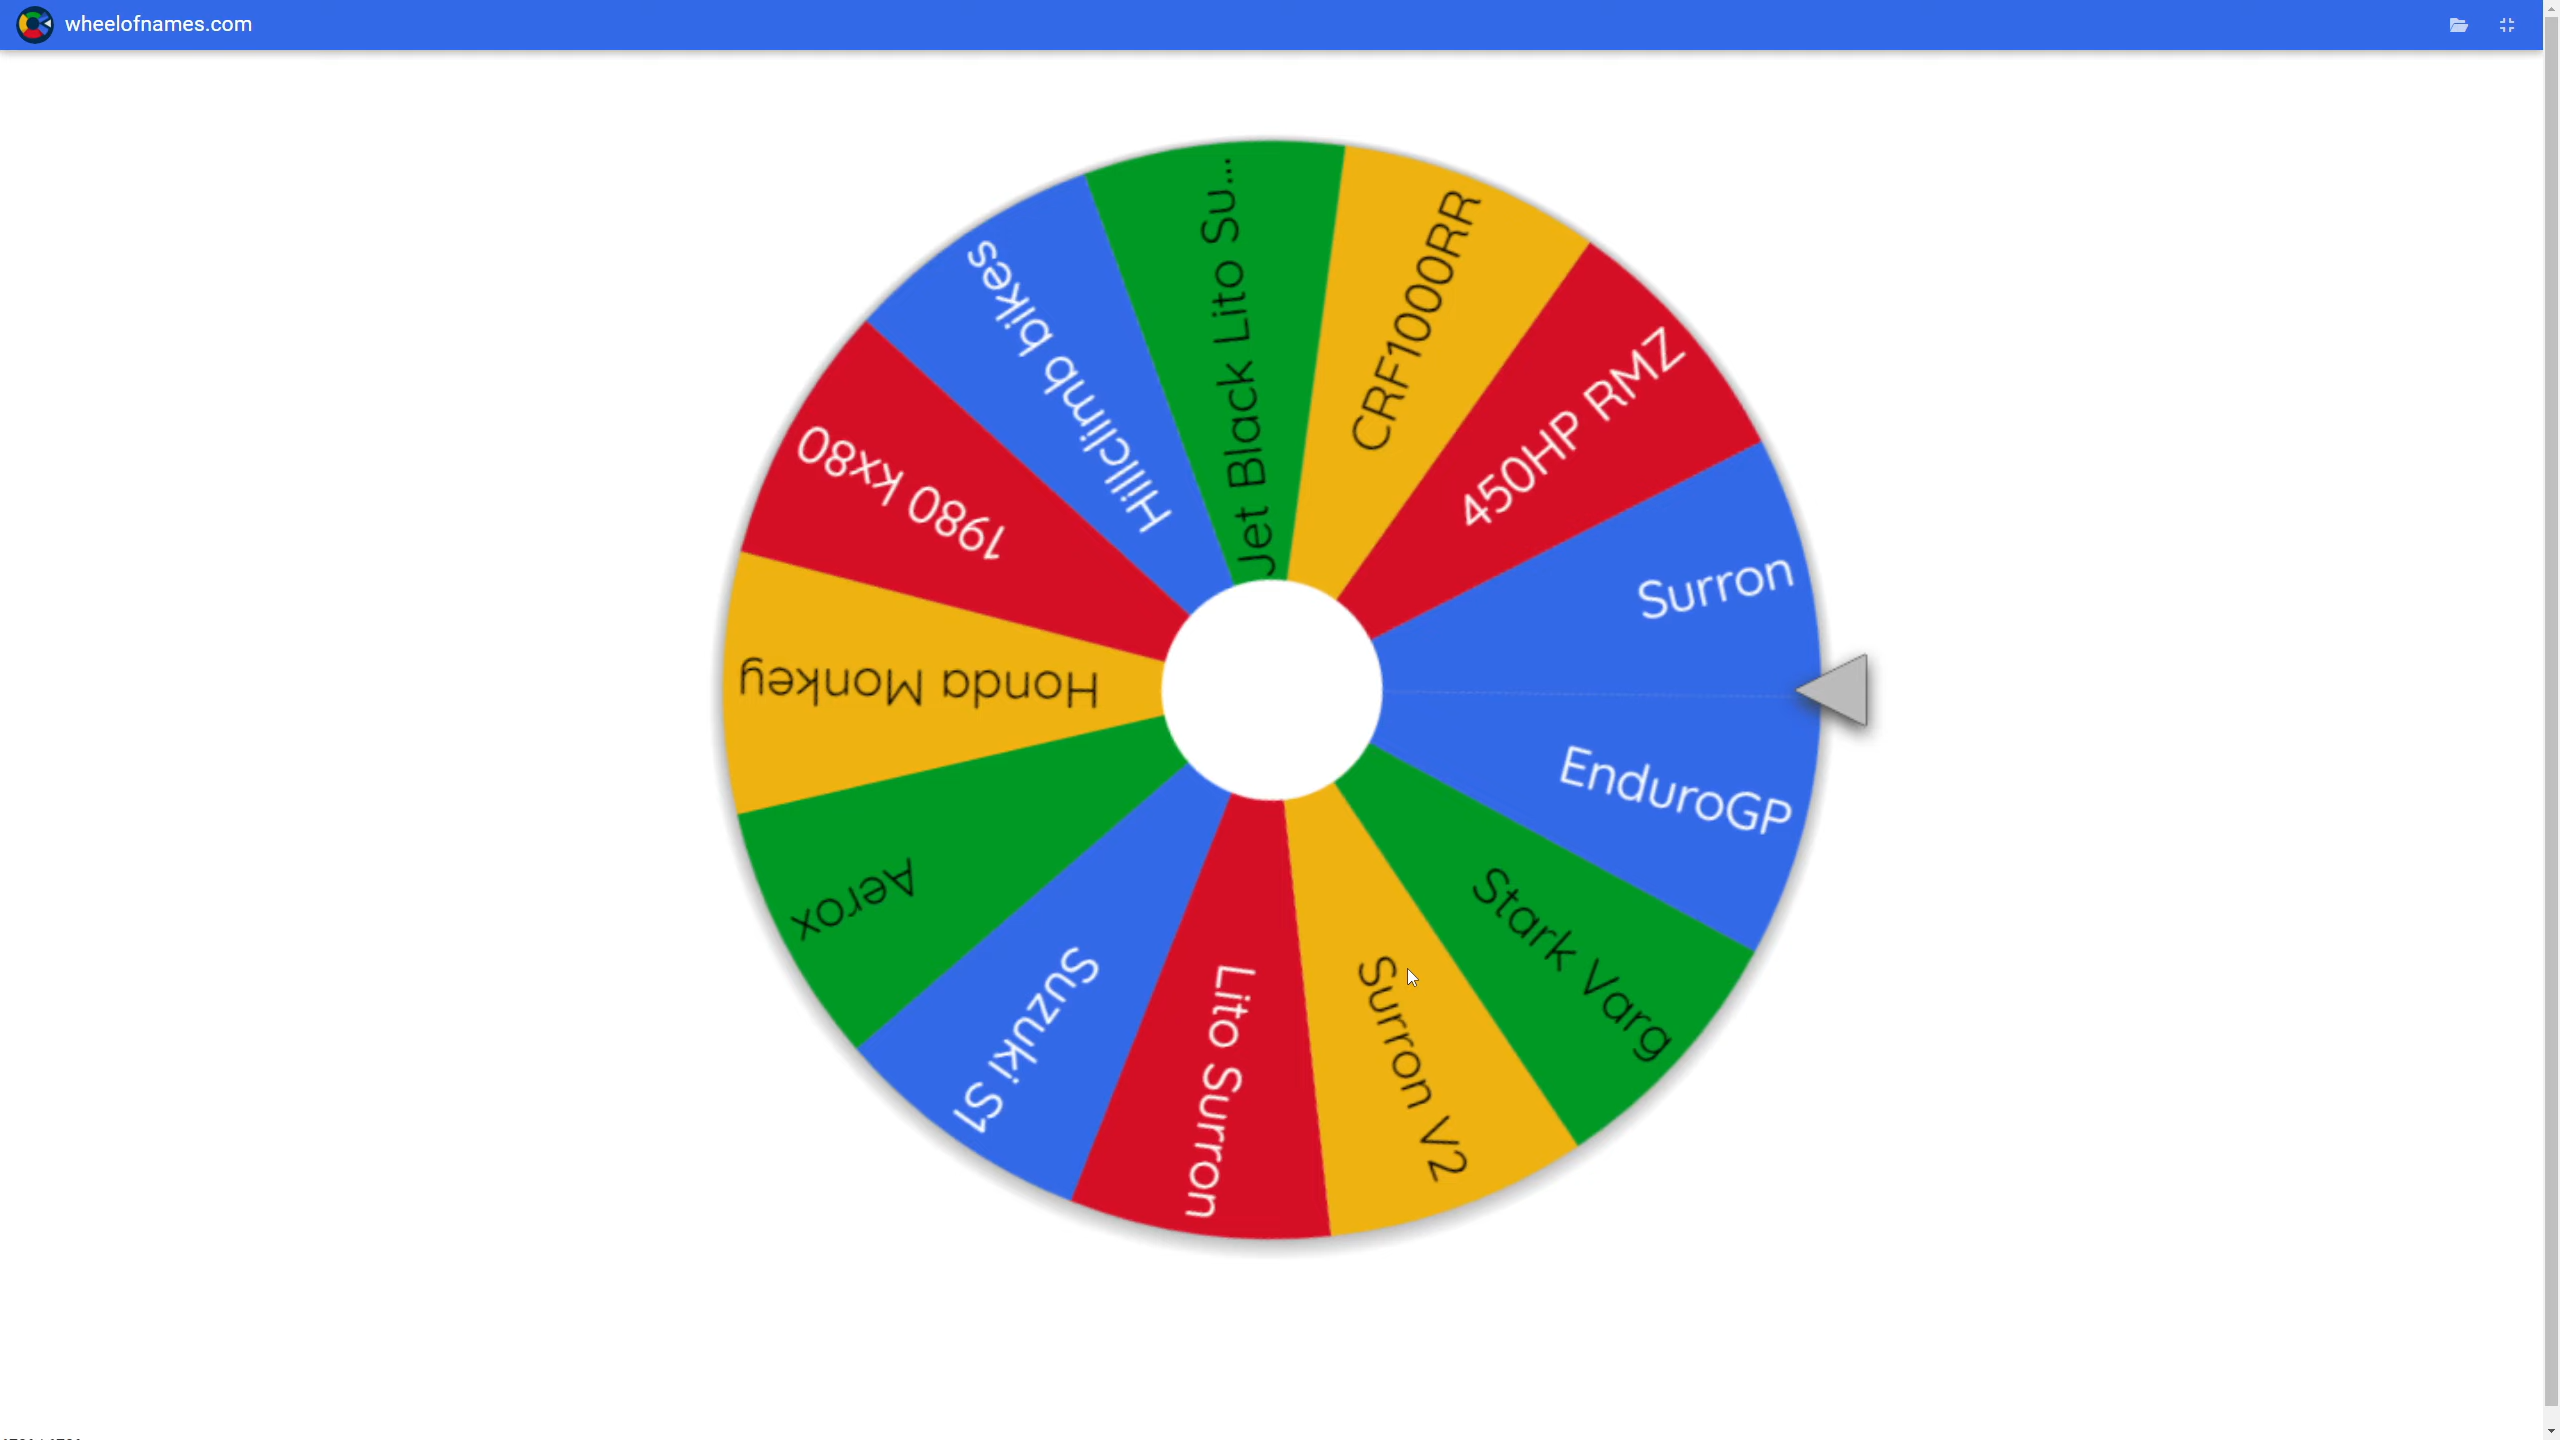 wheelofnames.com
Jet Black Lito Su...
CRF1000RR
450HP RMZ
Surron
EnduroGP
Stark Varg
Surron V2
Lito Surron
Suzuki S7
Aerox
Honda Monkey
1980 kx80
Hillclimb bikes